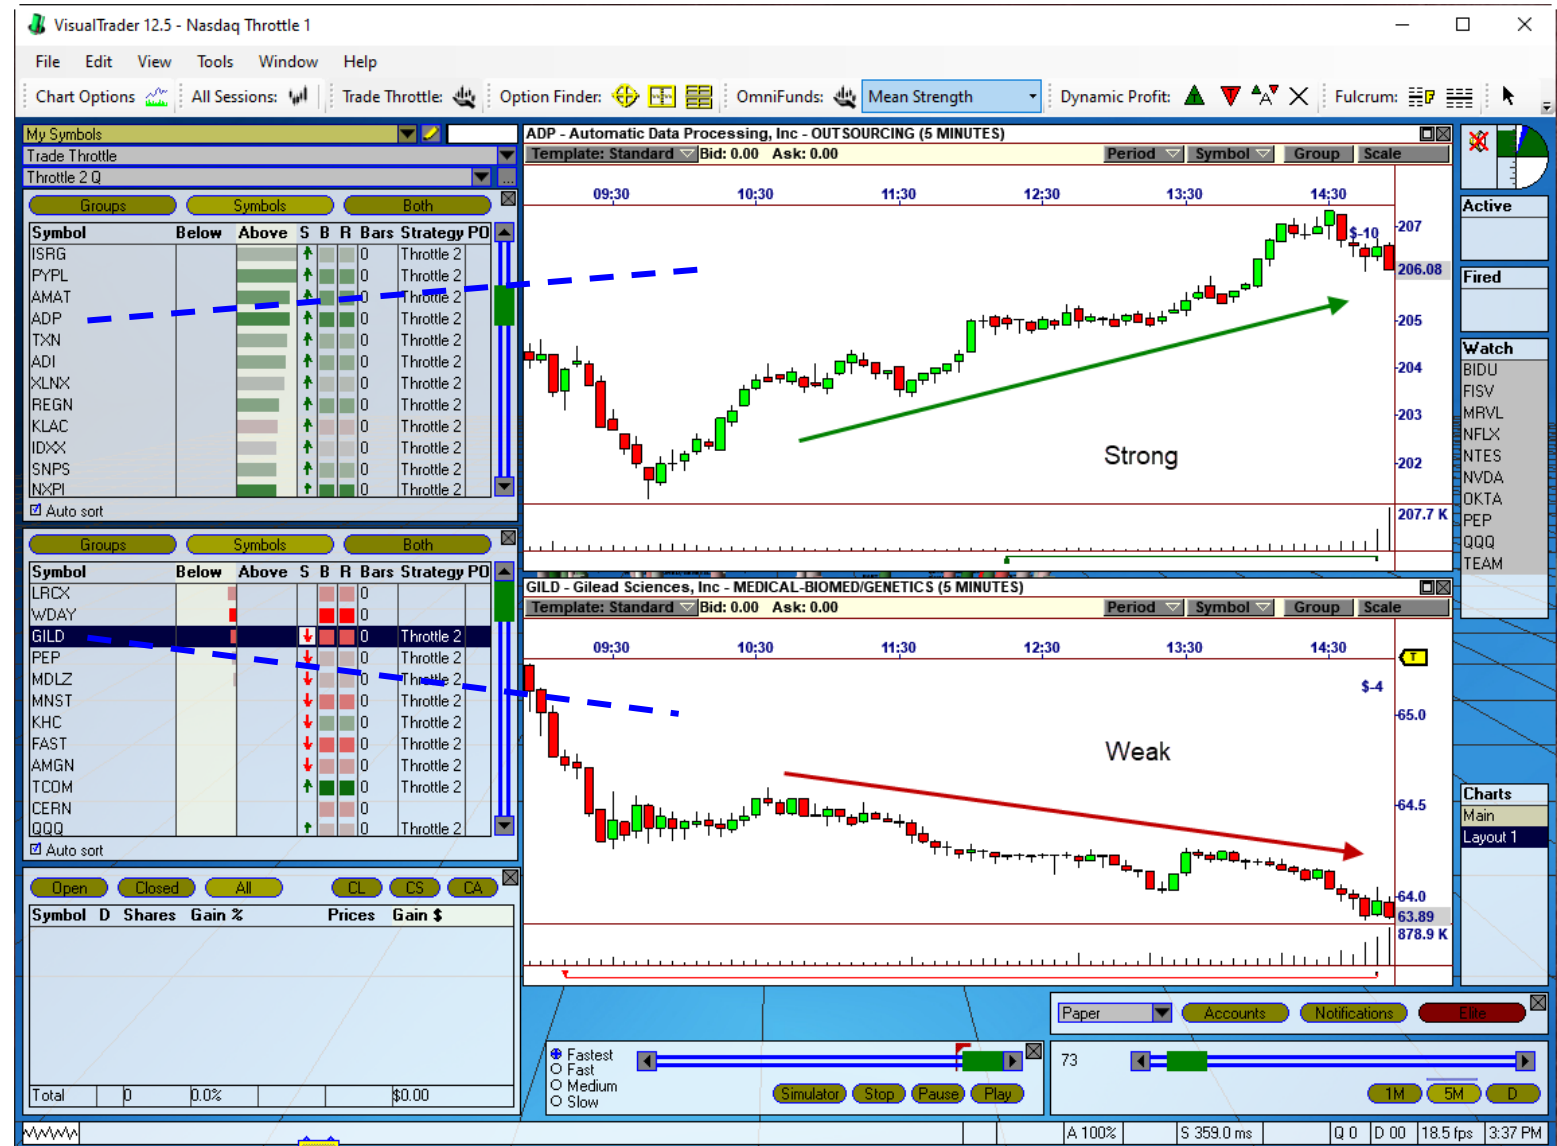 VisualTrader 12.5 - Nasdaq Throttle 1
File Edit View Tools Window Help
Chart Options All Sessions: Trade Throttle: Option Finder: OmniFunds: Mean Strength Dynamic Profit: Fulcrum:
My Symbols
Trade Throttle
Throttle 2 Q ...
Groups Symbols Both
Symbol Below Above S B R Bars Strategy PO
ISRG 0 Throttle 2
PYPL 0 Throttle 2
AMAT 0 Throttle 2
ADP 0 Throttle 2
TXN 0 Throttle 2
ADI 0 Throttle 2
XLNX 0 Throttle 2
REGN 0 Throttle 2
KLAC 0 Throttle 2
IDXX 0 Throttle 2
SNPS 0 Throttle 2
NXPI 0 Throttle 2
Auto sort
Groups Symbols Both
Symbol Below Above S B R Bars Strategy PO
LRCX 0
WDAY 0
GILD 0 Throttle 2
PEP 0 Throttle 2
MDLZ 0 Throttle 2
MNST 0 Throttle 2
KHC 0 Throttle 2
FAST 0 Throttle 2
AMGN 0 Throttle 2
TCOM 0 Throttle 2
CERN 0
QQQ 0 Throttle 2
Auto sort
Open Closed All CL CS CA
Symbol D Shares Gain % Prices Gain $
Total 0 0.0% $0.00
ADP - Automatic Data Processing, Inc - OUTSOURCING (5 MINUTES)
Template: Standard Bid: 0.00 Ask: 0.00 Period Symbol Group Scale
09:30 10:30 11:30 12:30 13:30 14:30
$-10
207
206.08
205
204
203
Strong
202
207.7 K
GILD - Gilead Sciences, Inc - MEDICAL-BIOMED/GENETICS (5 MINUTES)
Template: Standard Bid: 0.00 Ask: 0.00 Period Symbol Group Scale
09:30 10:30 11:30 12:30 13:30 14:30
T
$-4
65.0
Weak
64.5
64.0
63.89
878.9 K
Active
Fired
Watch
BIDU
FISV
MRVL
NFLX
NTES
NVDA
OKTA
PEP
QQQ
TEAM
Charts
Main
Layout 1
Paper Accounts Notifications Elite
Fastest
Fast
Medium
Slow
Simulator Stop Pause Play
73
1M 5M D
A 100% S 359.0 ms Q 0 D 00 18.5 fps 3:37 PM